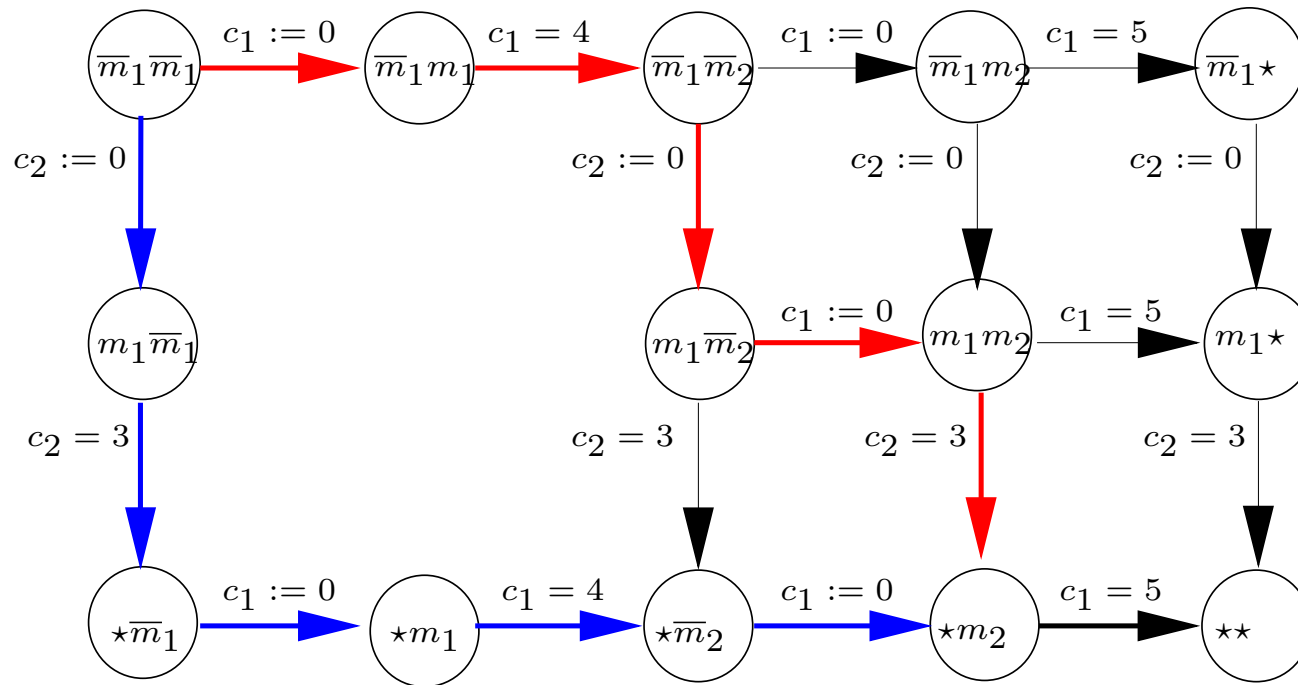 c₁ := 0 c₁ = 4 c₁ := 0 c₁ = 5
m̅₁m̅₁ m̅₁m₁ m̅₁m̅₂ m̅₁m₂ m̅₁⋆
c₂ := 0 c₂ := 0 c₂ := 0 c₂ := 0
c₁ := 0 c₁ = 5
m₁m̅₁ m₁m̅₂ m₁m₂ m₁⋆
c₂ = 3 c₂ = 3 c₂ = 3 c₂ = 3
c₁ := 0 c₁ = 4 c₁ := 0 c₁ = 5
⋆m̅₁ ⋆m₁ ⋆m̅₂ ⋆m₂ ⋆⋆